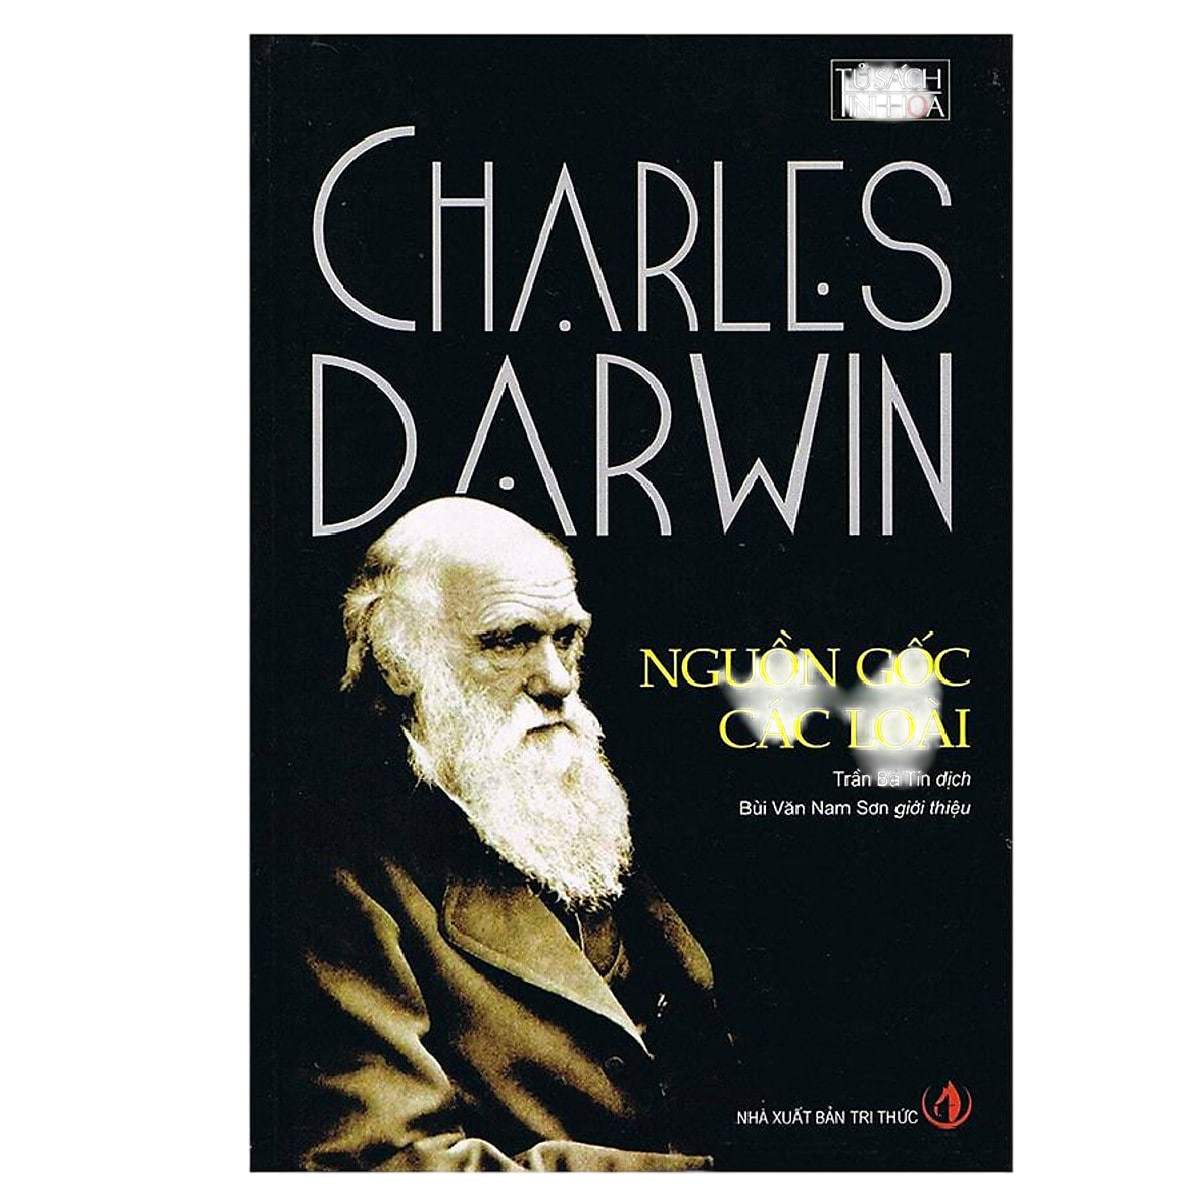 TỦ SÁCH
TINH HOA
CHARLES
DARWIN
NGUỒN GỐC
CÁC LOÀI
Trần Bá Tín dịch
Bùi Văn Nam Sơn giới thiệu
NHÀ XUẤT BẢN TRI THỨC